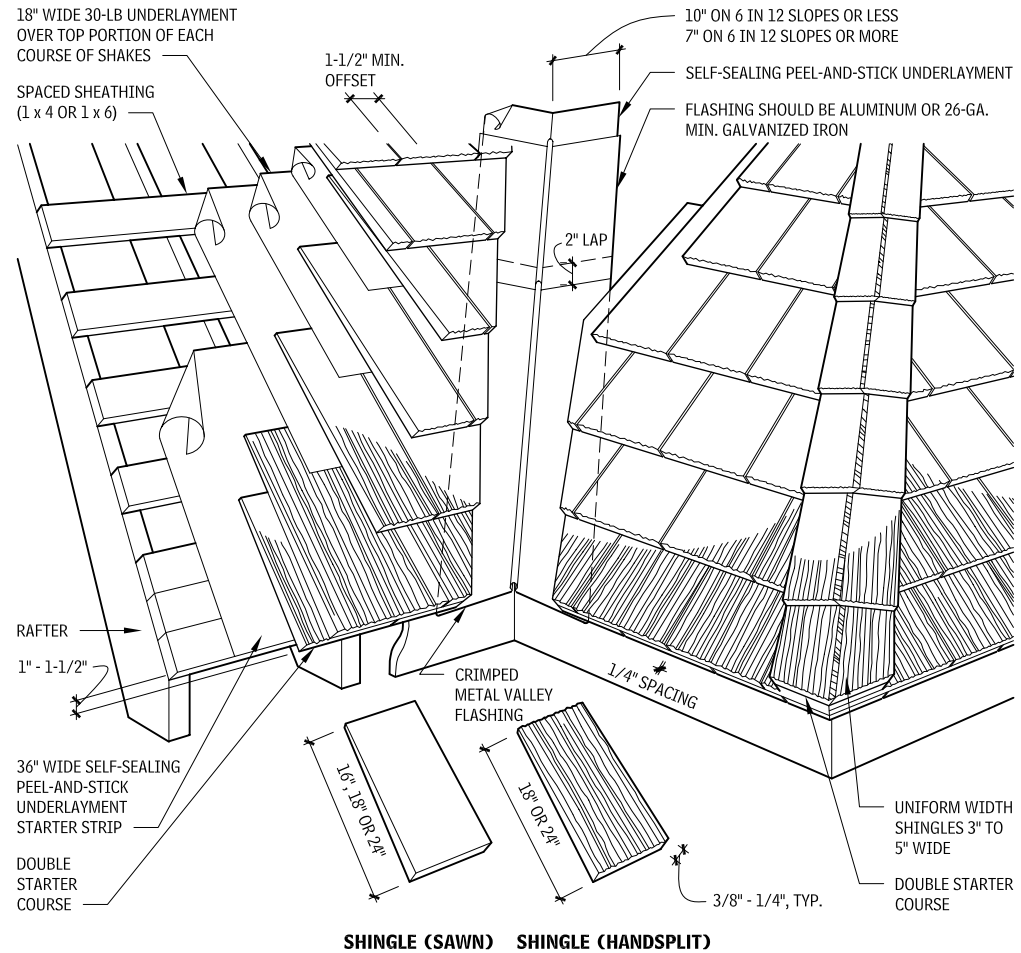 18" WIDE 30-LB UNDERLAYMENT
OVER TOP PORTION OF EACH
COURSE OF SHAKES
SPACED SHEATHING
(1 x 4 OR 1 x 6)
1-1/2" MIN.
OFFSET
10" ON 6 IN 12 SLOPES OR LESS
7" ON 6 IN 12 SLOPES OR MORE
SELF-SEALING PEEL-AND-STICK UNDERLAYMENT
FLASHING SHOULD BE ALUMINUM OR 26-GA.
MIN. GALVANIZED IRON
2" LAP
RAFTER
1" - 1-1/2"
CRIMPED
METAL VALLEY
FLASHING
1/4" SPACING
36" WIDE SELF-SEALING
PEEL-AND-STICK
UNDERLAYMENT
STARTER STRIP
DOUBLE
STARTER
COURSE
16", 18" OR 24"
18" OR 24"
3/8" - 1/4", TYP.
UNIFORM WIDTH
SHINGLES 3" TO
5" WIDE
DOUBLE STARTER
COURSE
SHINGLE (SAWN)
SHINGLE (HANDSPLIT)